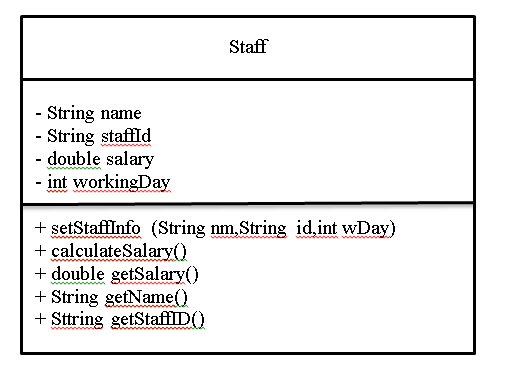 Staff
- String name
- String staffId
- double salary
- int workingDay
+ setStaffInfo (String nm,String id,int wDay)
+ calculateSalary()
+ double getSalary()
+ String getName()
+ Sttring getStaffID()